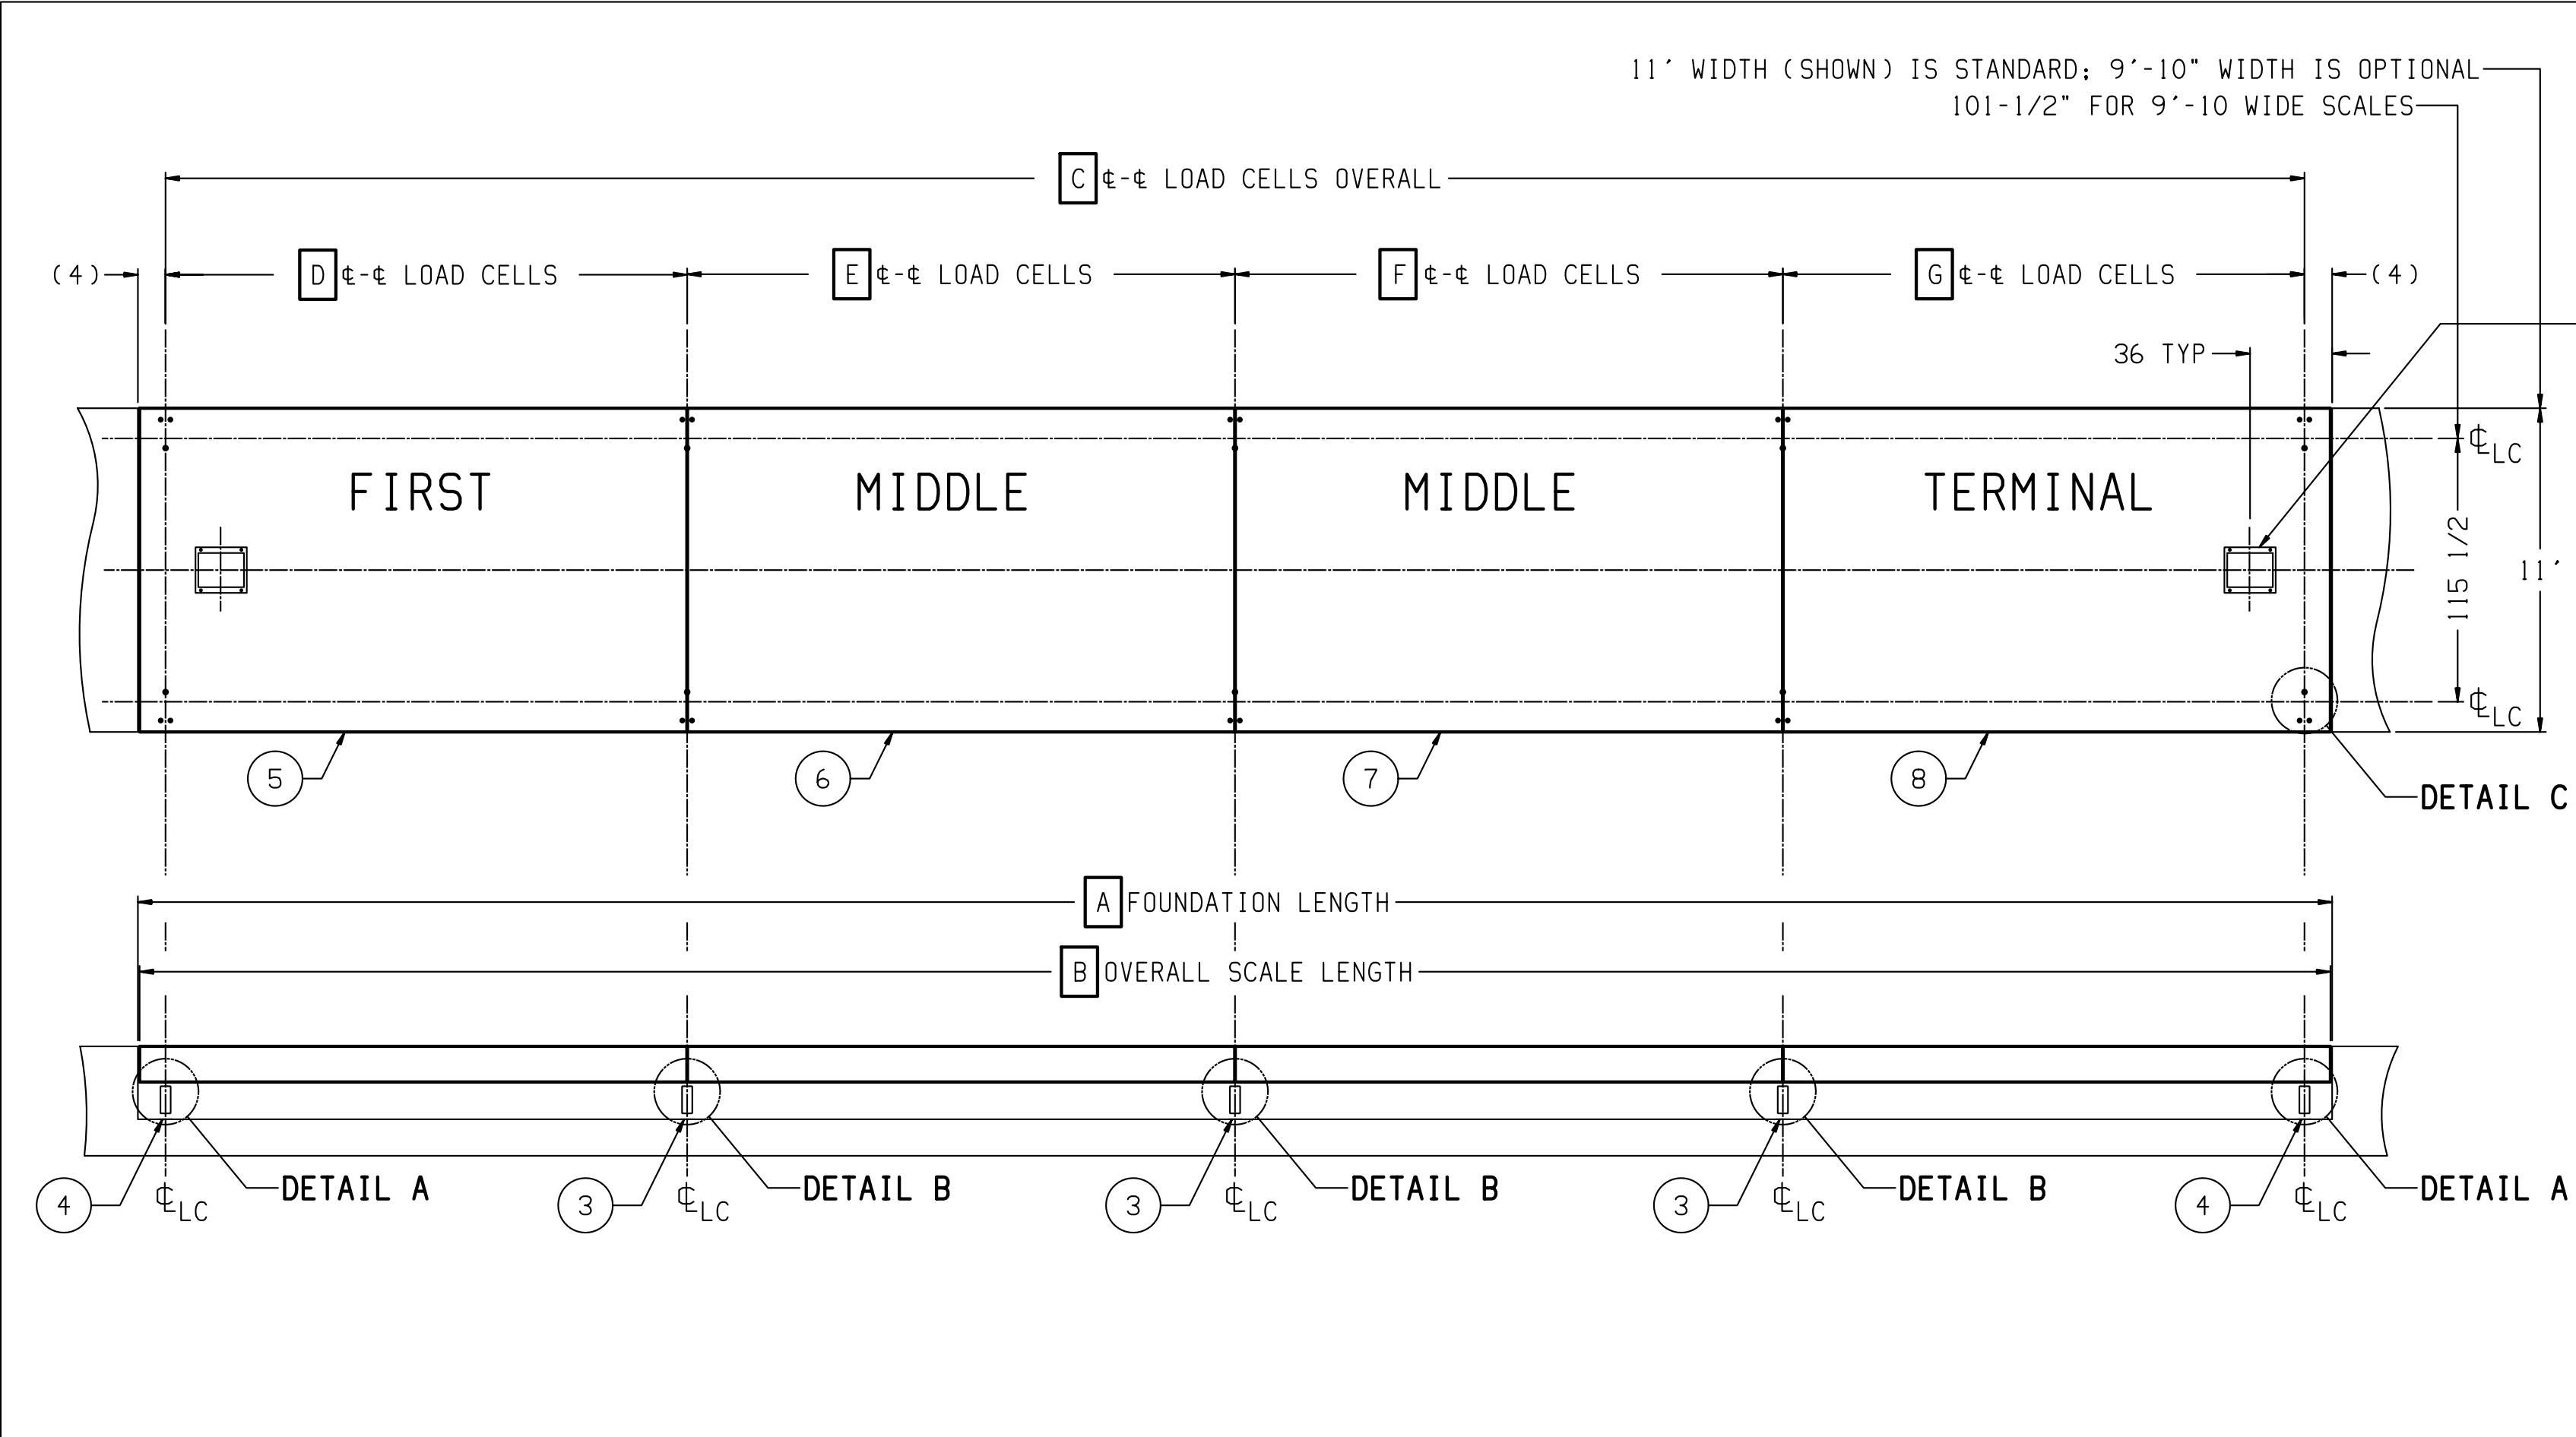 11' WIDTH (SHOWN) IS STANDARD; 9'-10" WIDTH IS OPTIONAL
101-1/2" FOR 9'-10 WIDE SCALES
C ℄-℄ LOAD CELLS OVERALL
(4) D ℄-℄ LOAD CELLS E ℄-℄ LOAD CELLS F ℄-℄ LOAD CELLS G ℄-℄ LOAD CELLS (4)
36 TYP
℄ LC
FIRST MIDDLE MIDDLE TERMINAL
115 1/2
11'
℄ LC
5 6 7 8
DETAIL C
A FOUNDATION LENGTH
B OVERALL SCALE LENGTH
DETAIL A DETAIL B DETAIL B DETAIL B DETAIL A
4 ℄ LC 3 ℄ LC 3 ℄ LC 3 ℄ LC 4 ℄ LC